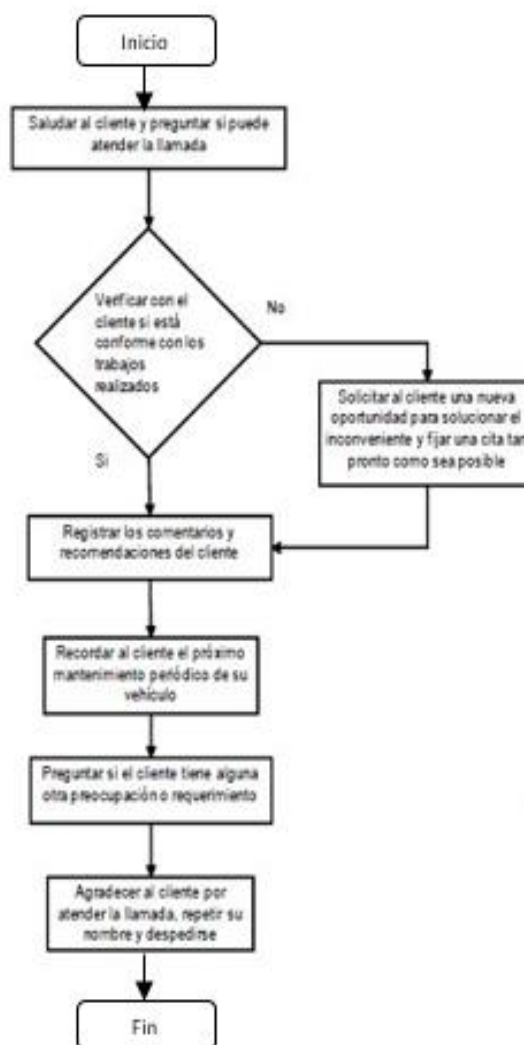 Inicio
Saludar al cliente y preguntar si puede
atender la llamada
Verificar con el
cliente si está
conforme con los
trabajos
realizados
No
Solicitar al cliente una nueva
oportunidad para solucionar el
inconveniente y fijar una cita tan
pronto como sea posible
Si
Registrar los comentarios y
recomendaciones del cliente
Recordar al cliente el próximo
mantenimiento periódico de su
vehículo
Preguntar si el cliente tiene alguna
otra preocupación o requerimiento
Agradecer al cliente por
atender la llamada, repetir su
nombre y despedirse
Fin